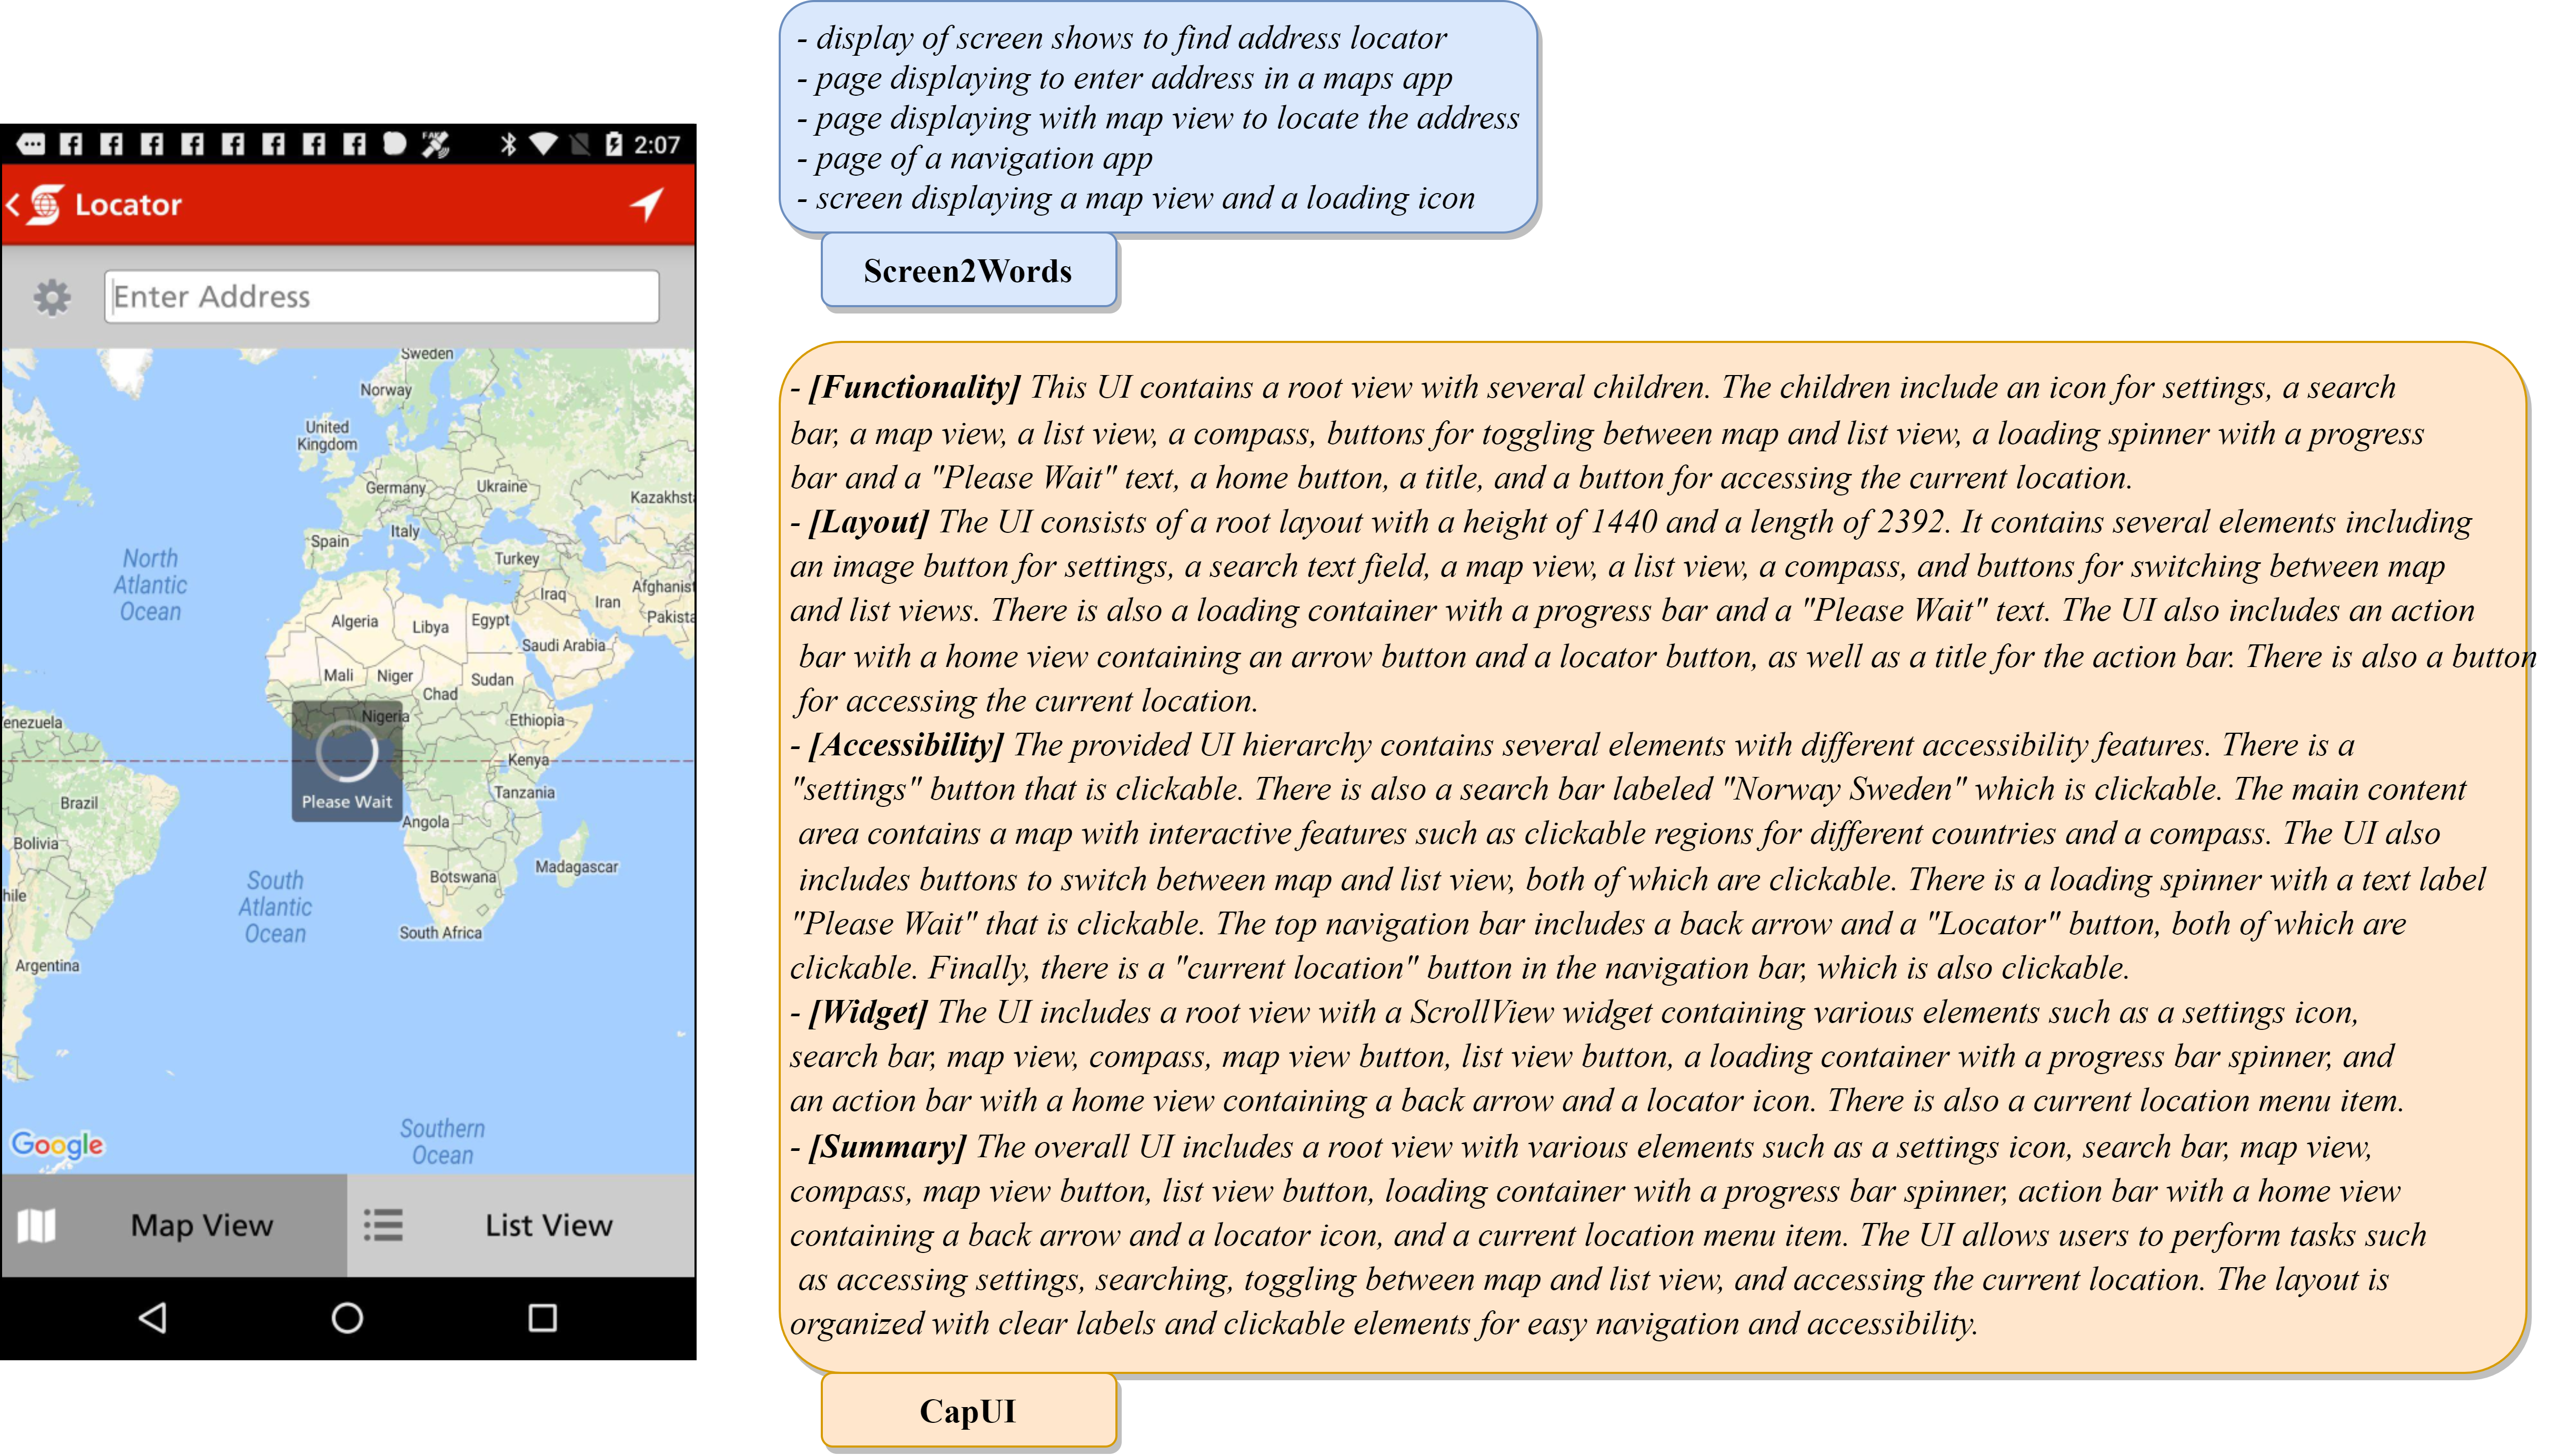 2:07
Locator
Enter Address
Sweden
Norway
United
Kingdom
Germany
Ukraine
Kazakhst
Italy
Spain
Turkey
North
Atlantic
Ocean
Afghanist
Iraq
Iran
Pakista
Algeria
Libya
Egypt
Saudi Arabia
Mali
Niger
Sudan
Chad
Nigeria
Ethiopia
enezuela
Kenya
Please Wait
Tanzania
Brazil
Angola
Bolivia
Madagascar
Botswana
South
Atlantic
Ocean
hile
South Africa
Argentina
Southern
Ocean
Google
Map View
List View
- display of screen shows to find address locator
- page displaying to enter address in a maps app
- page displaying with map view to locate the address
- page of a navigation app
- screen displaying a map view and a loading icon
Screen2Words
- [Functionality] This UI contains a root view with several children. The children include an icon for settings, a search
bar, a map view, a list view, a compass, buttons for toggling between map and list view, a loading spinner with a progress
bar and a "Please Wait" text, a home button, a title, and a button for accessing the current location.
- [Layout] The UI consists of a root layout with a height of 1440 and a length of 2392. It contains several elements including
an image button for settings, a search text field, a map view, a list view, a compass, and buttons for switching between map
and list views. There is also a loading container with a progress bar and a "Please Wait" text. The UI also includes an action
bar with a home view containing an arrow button and a locator button, as well as a title for the action bar. There is also a button
for accessing the current location.
- [Accessibility] The provided UI hierarchy contains several elements with different accessibility features. There is a
"settings" button that is clickable. There is also a search bar labeled "Norway Sweden" which is clickable. The main content
area contains a map with interactive features such as clickable regions for different countries and a compass. The UI also
includes buttons to switch between map and list view, both of which are clickable. There is a loading spinner with a text label
"Please Wait" that is clickable. The top navigation bar includes a back arrow and a "Locator" button, both of which are
clickable. Finally, there is a "current location" button in the navigation bar, which is also clickable.
- [Widget] The UI includes a root view with a ScrollView widget containing various elements such as a settings icon,
search bar, map view, compass, map view button, list view button, a loading container with a progress bar spinner, and
an action bar with a home view containing a back arrow and a locator icon. There is also a current location menu item.
- [Summary] The overall UI includes a root view with various elements such as a settings icon, search bar, map view,
compass, map view button, list view button, loading container with a progress bar spinner, action bar with a home view
containing a back arrow and a locator icon, and a current location menu item. The UI allows users to perform tasks such
as accessing settings, searching, toggling between map and list view, and accessing the current location. The layout is
organized with clear labels and clickable elements for easy navigation and accessibility.
CapUI